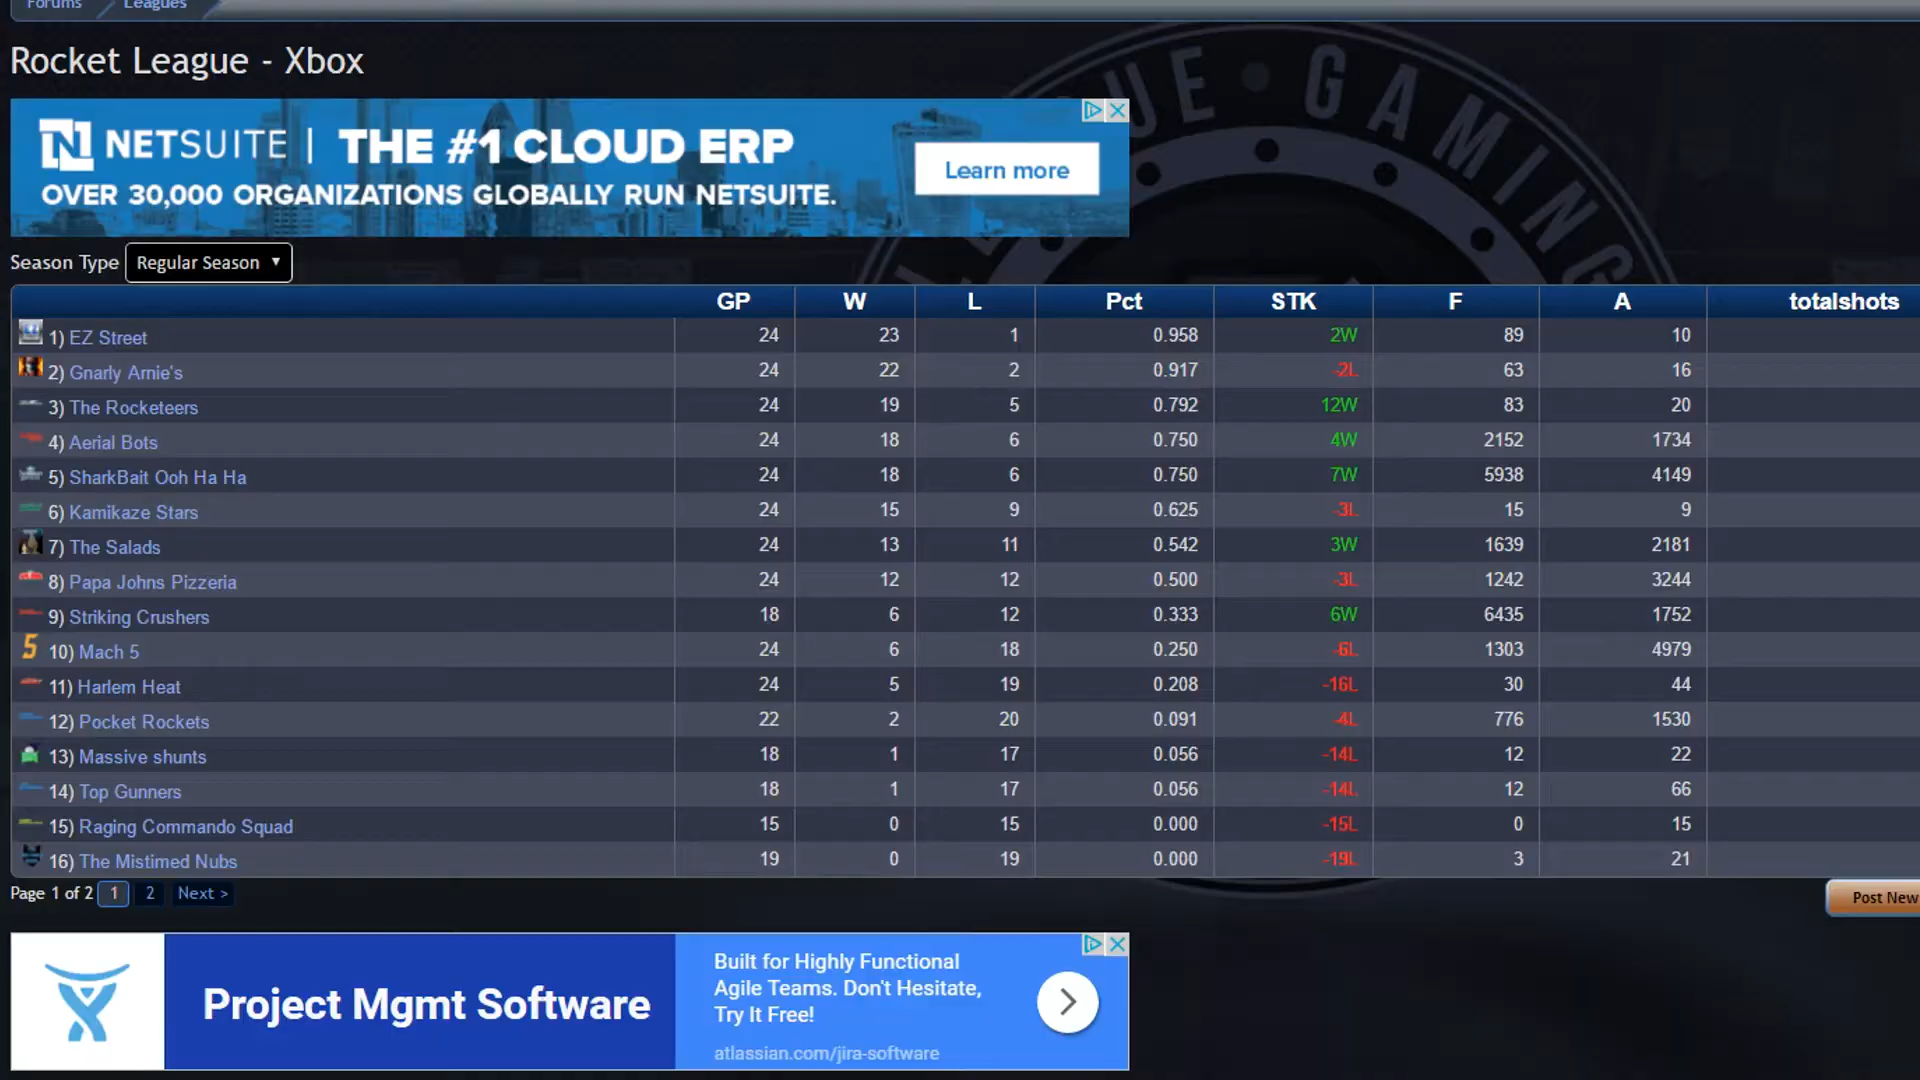 Forums Leagues
Rocket League - Xbox
NETSUITE | THE #1 CLOUD ERP
OVER 30,000 ORGANIZATIONS GLOBALLY RUN NETSUITE.
Learn more
UE • GAMING
Season Type Regular Season
GP W L Pct STK F A totalshots
1) EZ Street 24 23 1 0.958 2W 89 10
2) Gnarly Arnie's 24 22 2 0.917 -2L 63 16
3) The Rocketeers 24 19 5 0.792 12W 83 20
4) Aerial Bots 24 18 6 0.750 4W 2152 1734
5) SharkBait Ooh Ha Ha 24 18 6 0.750 7W 5938 4149
6) Kamikaze Stars 24 15 9 0.625 -3L 15 9
7) The Salads 24 13 11 0.542 3W 1639 2181
8) Papa Johns Pizzeria 24 12 12 0.500 -3L 1242 3244
9) Striking Crushers 18 6 12 0.333 6W 6435 1752
5 10) Mach 5 24 6 18 0.250 -6L 1303 4979
11) Harlem Heat 24 5 19 0.208 -16L 30 44
12) Pocket Rockets 22 2 20 0.091 -4L 776 1530
13) Massive shunts 18 1 17 0.056 -14L 12 22
14) Top Gunners 18 1 17 0.056 -14L 12 66
15) Raging Commando Squad 15 0 15 0.000 -15L 0 15
16) The Mistimed Nubs 19 0 19 0.000 -19L 3 21
Page 1 of 2 1 2 Next >
Post New
Project Mgmt Software
Built for Highly Functional
Agile Teams. Don't Hesitate,
Try It Free!
atlassian.com/jira-software